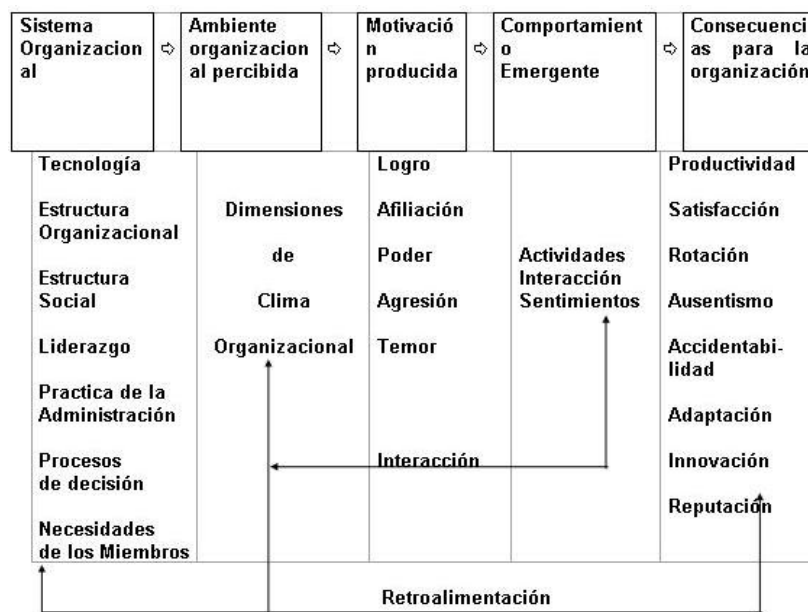 Sistema
Organizacion
al
Ambiente
organizacion
al percibida
Motivació
n
producida
Comportamient
o
Emergente
Consecuenci
as para la
organización
Tecnología
Estructura
Organizacional
Estructura
Social
Liderazgo
Practica de la
Administración
Procesos
de decisión
Necesidades
de los Miembros
Dimensiones
de
Clima
Organizacional
Logro
Afiliación
Poder
Agresión
Temor
Interacción
Actividades
Interacción
Sentimientos
Productividad
Satisfacción
Rotación
Ausentismo
Accidentabi-
lidad
Adaptación
Innovación
Reputación
Retroalimentación